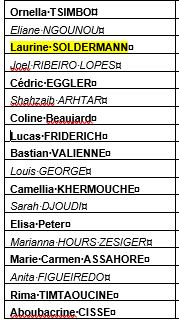 Ornella·TSIMBO¤
Eliane·NGOUNOU¤
Laurine·SOLDERMANN¤
Joel·RIBEIRO·LOPES¤
Cédric·EGGLER¤
Shahzaib·ARHTAR¤
Coline·Beaujard¤
Lucas·FRIDERICH¤
Bastian·VALIENNE¤
Louis·GEORGE¤
Camellia·KHERMOUCHE¤
Sarah·DJOUDI¤
Elisa·Peter¤
Marianna·HOURS·ZESIGER¤
Marie·Carmen·ASSAHORE¤
Anita·FIGUEIREDO¤
Rima·TIMTAOUCINE¤
Aboubacrine·CISSE¤